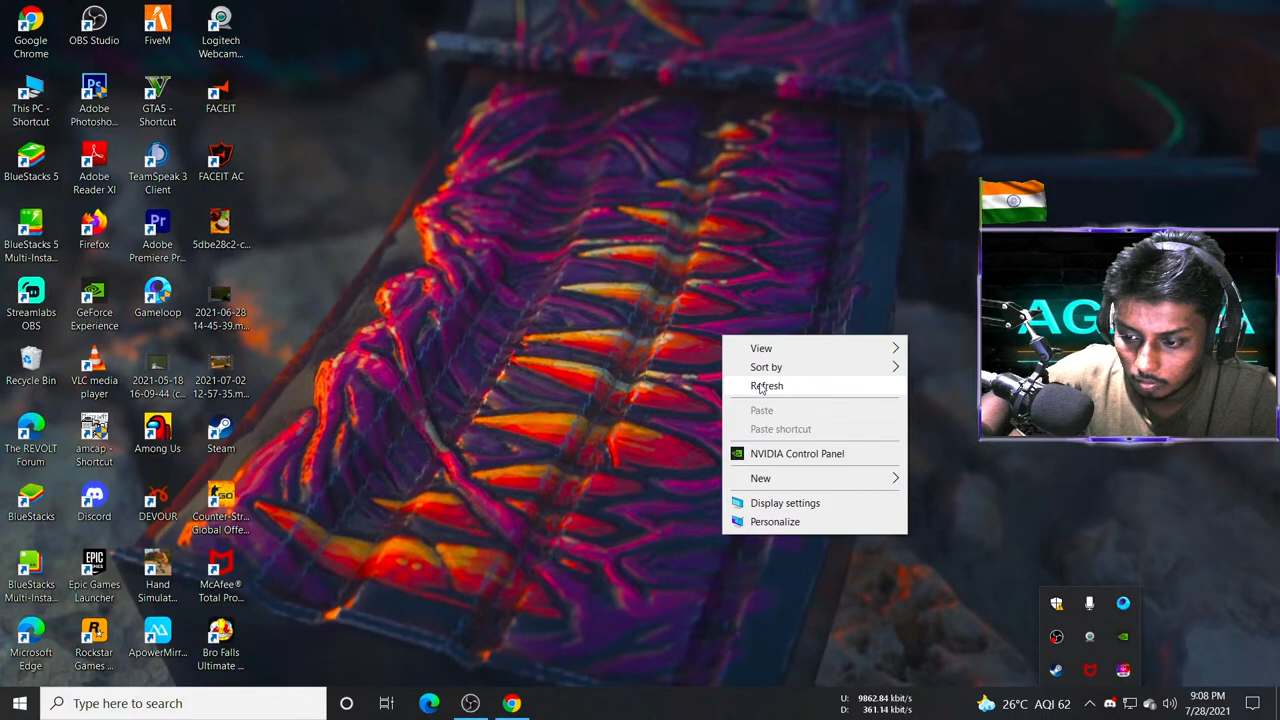 Google
Chrome
OBS Studio
FiveM
Logitech
Webcam...
This PC -
Shortcut
Adobe
Photosho...
GTA5 -
Shortcut
FACEIT
BlueStacks 5
Adobe
Reader XI
TeamSpeak 3
Client
FACEIT AC
BlueStacks 5
Multi-Insta...
Firefox
Adobe
Premiere Pr...
5dbe28c2-c...
Streamlabs
OBS
GeForce
Experience
Gameloop
2021-06-28
14-45-39.m...
Recycle Bin
VLC media
player
2021-05-18
16-09-44 (c...
2021-07-02
12-57-35.m...
The REVOLT
Forum
amcap -
Shortcut
Among Us
Steam
BlueStacks
Discord
DEVOUR
Counter-Str...
Global Offe...
BlueStacks
Multi-Insta...
Epic Games
Launcher
Hand
Simulat...
McAfee®
Total Pro...
Microsoft
Edge
Rockstar
Games ...
ApowerMirr...
Bro Falls
Ultimate ...
View
Sort by
Refresh
Paste
Paste shortcut
NVIDIA Control Panel
New
Display settings
Personalize
Type here to search
U: 9862.84 kbit/s
D: 361.14 kbit/s
26°C AQI 62
9:08 PM
7/28/2021